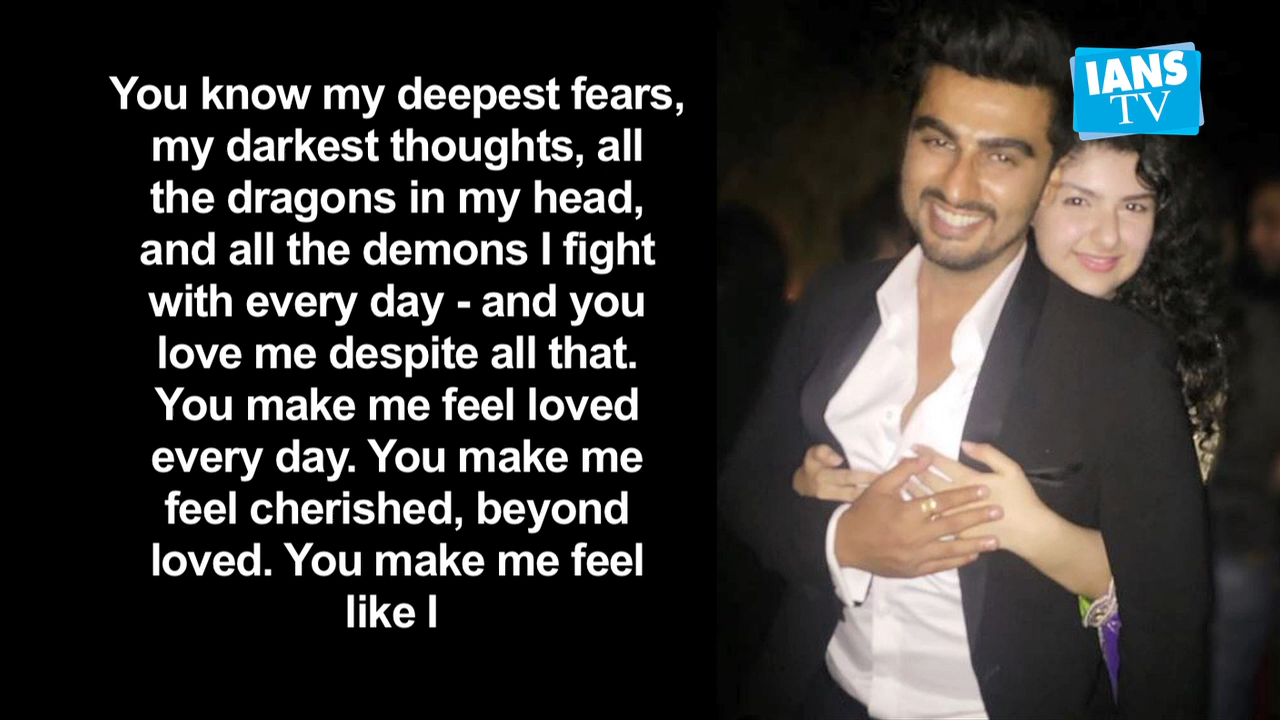 You know my deepest fears,
my darkest thoughts, all
the dragons in my head,
and all the demons I fight
with every day - and you
love me despite all that.
You make me feel loved
every day. You make me
feel cherished, beyond
loved. You make me feel
like I
IANS
TV